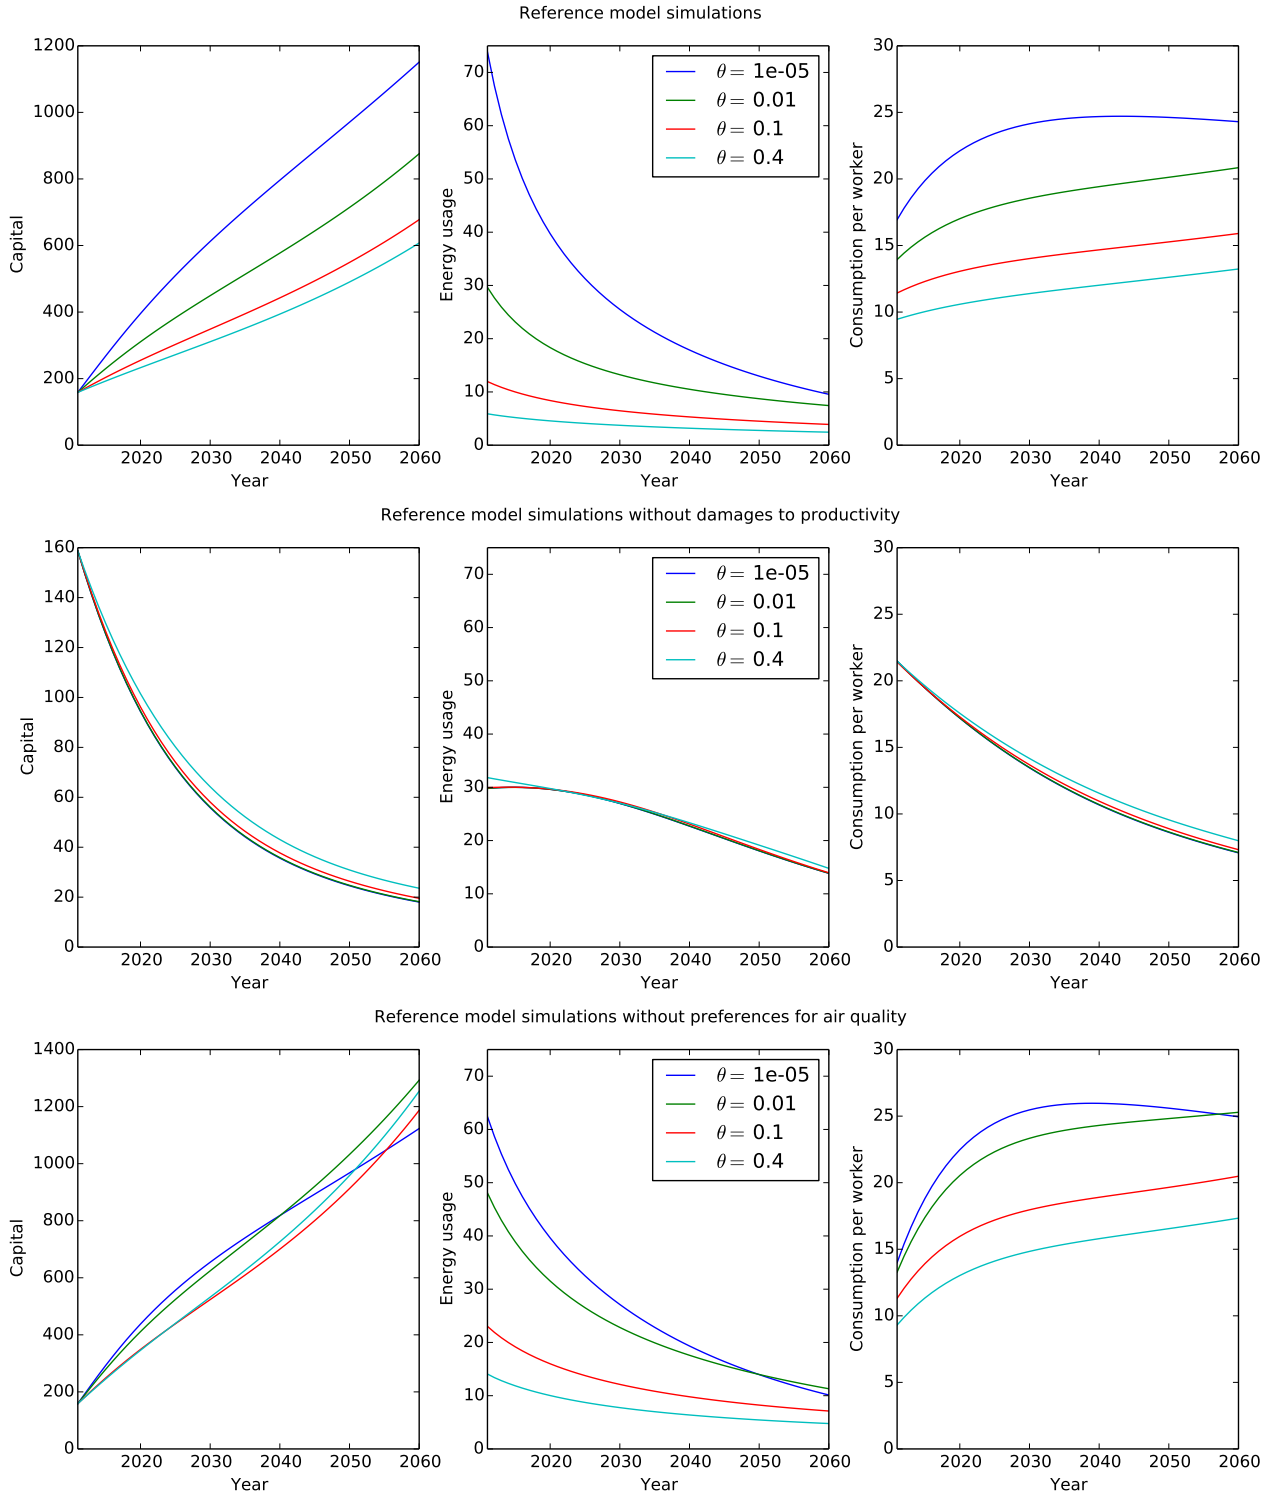 Reference model simulations
1200
1000
800
600
400
200
0
Capital
2020 2030 2040 2050 2060
Year
70
60
50
40
30
20
10
0
Energy usage
θ = 1e-05
θ = 0.01
θ = 0.1
θ = 0.4
2020 2030 2040 2050 2060
Year
30
25
20
15
10
5
0
Consumption per worker
2020 2030 2040 2050 2060
Year
Reference model simulations without damages to productivity
160
140
120
100
80
60
40
20
0
Capital
2020 2030 2040 2050 2060
Year
70
60
50
40
30
20
10
0
Energy usage
θ = 1e-05
θ = 0.01
θ = 0.1
θ = 0.4
2020 2030 2040 2050 2060
Year
30
25
20
15
10
5
0
Consumption per worker
2020 2030 2040 2050 2060
Year
Reference model simulations without preferences for air quality
1400
1200
1000
800
600
400
200
0
Capital
2020 2030 2040 2050 2060
Year
70
60
50
40
30
20
10
0
Energy usage
θ = 1e-05
θ = 0.01
θ = 0.1
θ = 0.4
2020 2030 2040 2050 2060
Year
30
25
20
15
10
5
0
Consumption per worker
2020 2030 2040 2050 2060
Year